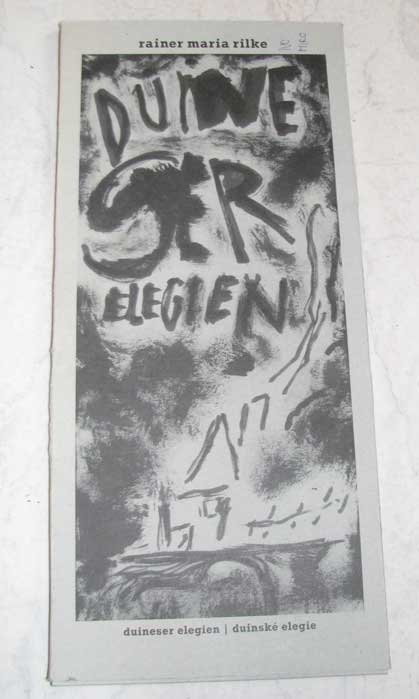 rainer maria rilke
DUINE
SER
ELEGIEN
duineser elegien | duinské elegie